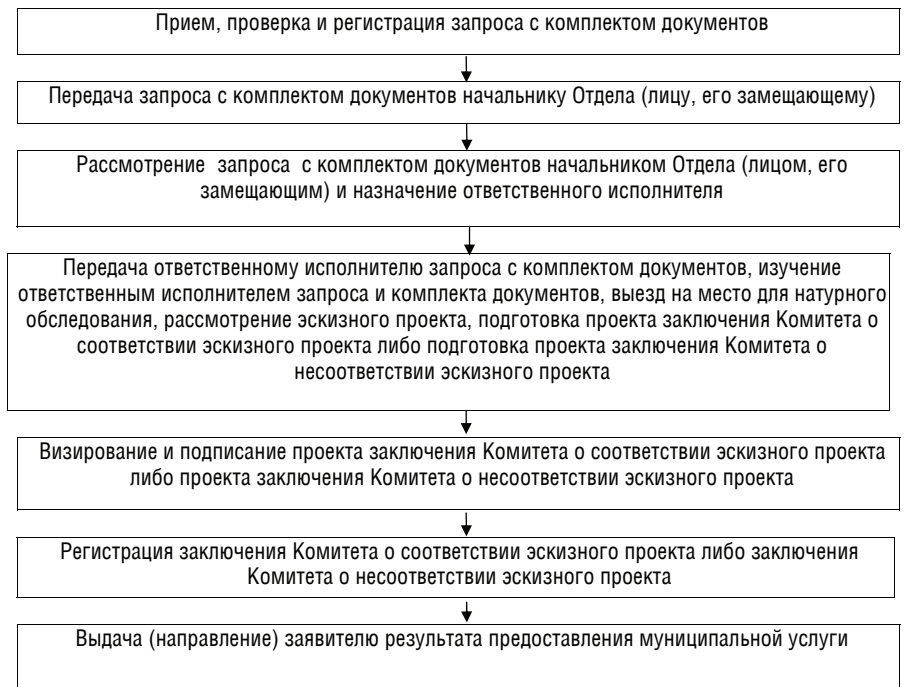 Прием, проверка и регистрация запроса с комплектом документов
Передача запроса с комплектом документов начальнику Отдела (лицу, его замещающему)
Рассмотрение запроса с комплектом документов начальником Отдела (лицом, его
замещающим) и назначение ответственного исполнителя
Передача ответственному исполнителю запроса с комплектом документов, изучение
ответственным исполнителем запроса и комплекта документов, выезд на место для натурного
обследования, рассмотрение эскизного проекта, подготовка проекта заключения Комитета о
соответствии эскизного проекта либо подготовка проекта заключения Комитета о
несоответствии эскизного проекта
Визирование и подписание проекта заключения Комитета о соответствии эскизного проекта
либо проекта заключения Комитета о несоответствии эскизного проекта
Регистрация заключения Комитета о соответствии эскизного проекта либо заключения
Комитета о несоответствии эскизного проекта
Выдача (направление) заявителю результата предоставления муниципальной услуги